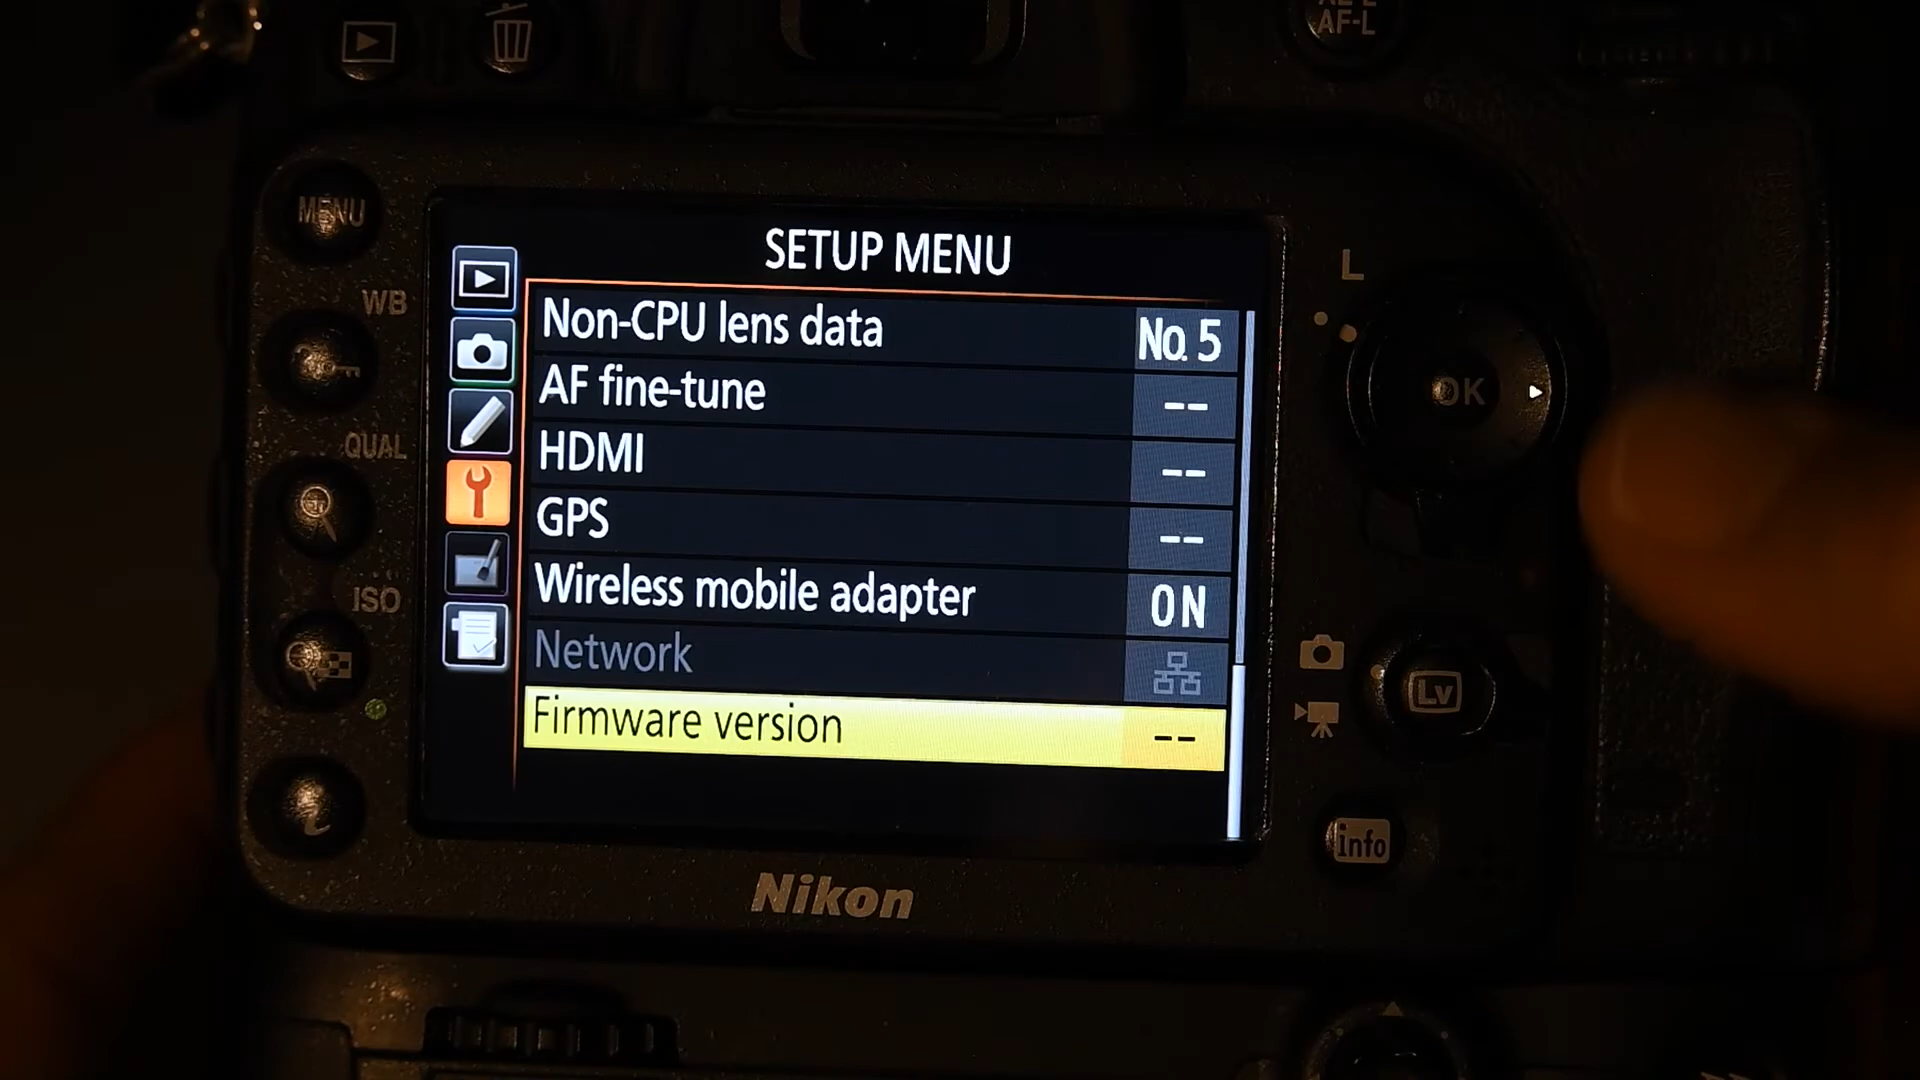 AE-L
AF-L
MENU
SETUP MENU
L
WB
Non-CPU lens data No. 5
AF fine-tune --
OK
QUAL
HDMI --
GPS --
ISO
Wireless mobile adapter ON
Network
Lv
Firmware version --
i
info
Nikon